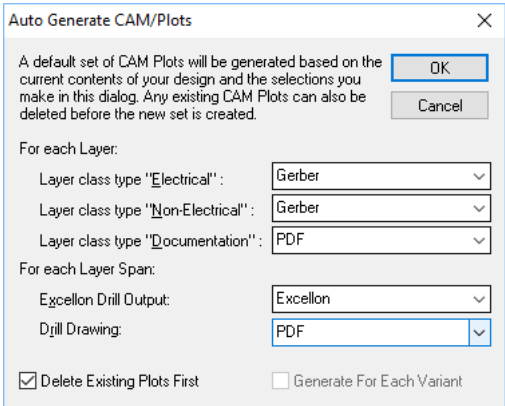 Auto Generate CAM/Plots
A default set of CAM Plots will be generated based on the
current contents of your design and the selections you
make in this dialog. Any existing CAM Plots can also be
deleted before the new set is created.
OK
Cancel
For each Layer:
Layer class type "Electrical" : Gerber
Layer class type "Non-Electrical" : Gerber
Layer class type "Documentation" : PDF
For each Layer Span:
Excellon Drill Output: Excellon
Drill Drawing: PDF
Delete Existing Plots First
Generate For Each Variant